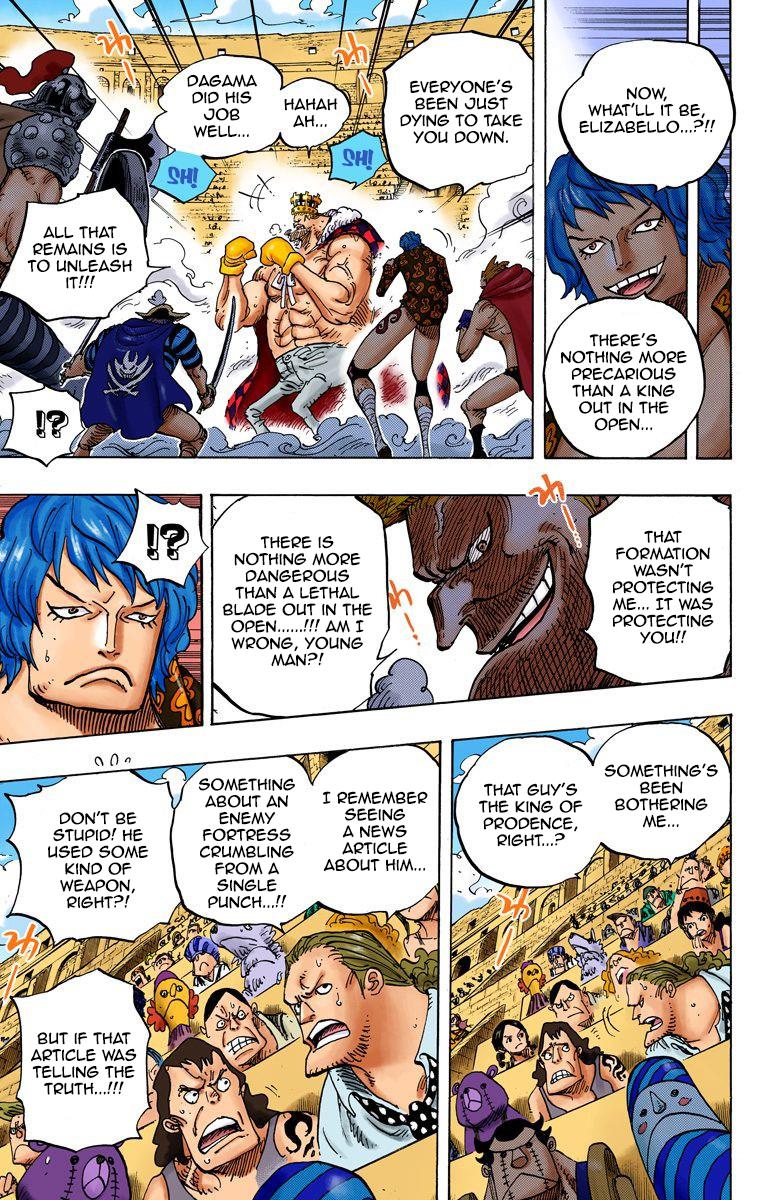 NOW,
WHAT'LL IT BE,
ELIZABELLO...?!!
THERE'S
NOTHING MORE
PRECARIOUS
THAN A KING
OUT IN THE
OPEN...
EVERYONE'S
BEEN JUST
DYING TO TAKE
YOU DOWN.
HAHAH
AH...
DAGAMA
DID HIS
JOB
WELL...
SH!
SH!
ALL THAT
REMAINS IS
TO UNLEASH
IT!!!
!?
THAT
FORMATION
WASN'T
PROTECTING
ME... IT WAS
PROTECTING
YOU!!
THERE IS
NOTHING MORE
DANGEROUS
THAN A LETHAL
BLADE OUT IN THE
OPEN......!!! AM I
WRONG, YOUNG
MAN?!
!?
SOMETHING'S
BEEN
BOTHERING
ME...
THAT GUY'S
THE KING OF
PRODENCE,
RIGHT...?
I REMEMBER
SEEING
A NEWS
ARTICLE
ABOUT HIM...
SOMETHING
ABOUT AN
ENEMY
FORTRESS
CRUMBLING
FROM A
SINGLE
PUNCH...!!
DON'T BE
STUPID! HE
USED SOME
KIND OF
WEAPON,
RIGHT?!
BUT IF THAT
ARTICLE WAS
TELLING THE
TRUTH...!!!